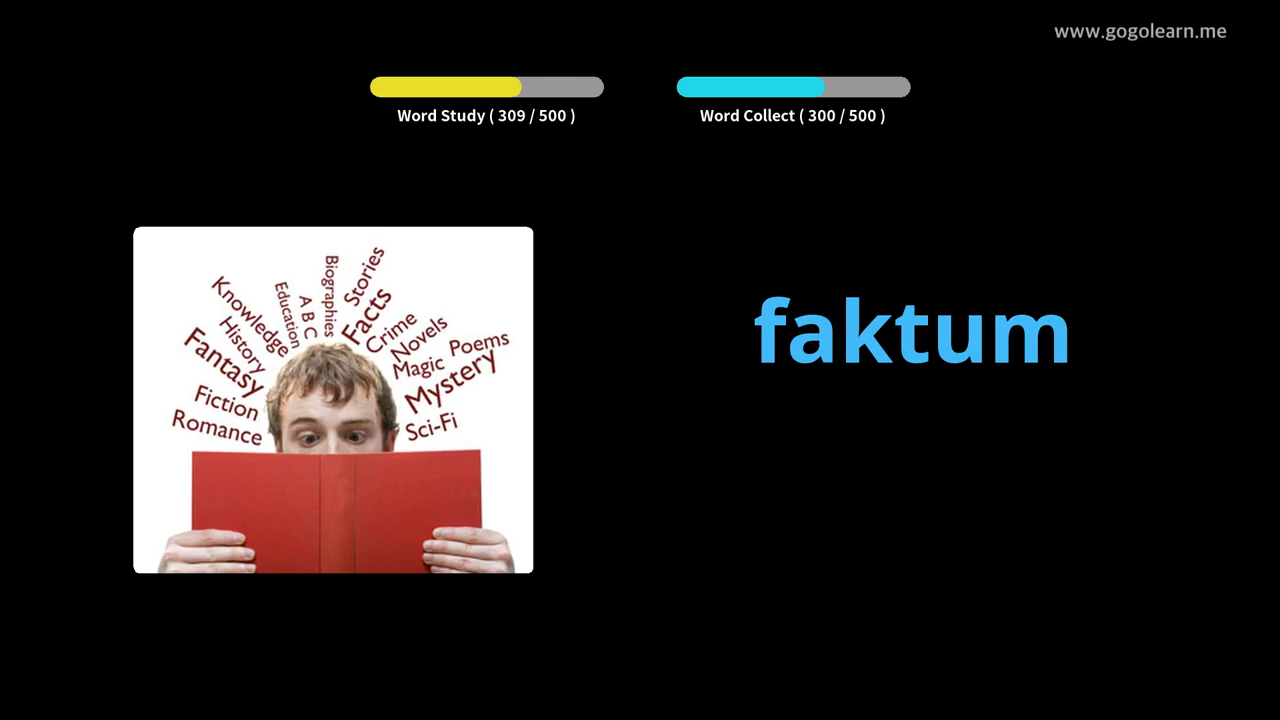 www.gogolearn.me
Word Study ( 309 / 500 )
Word Collect ( 300 / 500 )
faktum
Romance
Fiction
Fantasy
History
Knowledge
Education
A B C
Biographies
Stories
Facts
Crime
Novels
Magic
Poems
Mystery
Sci-Fi